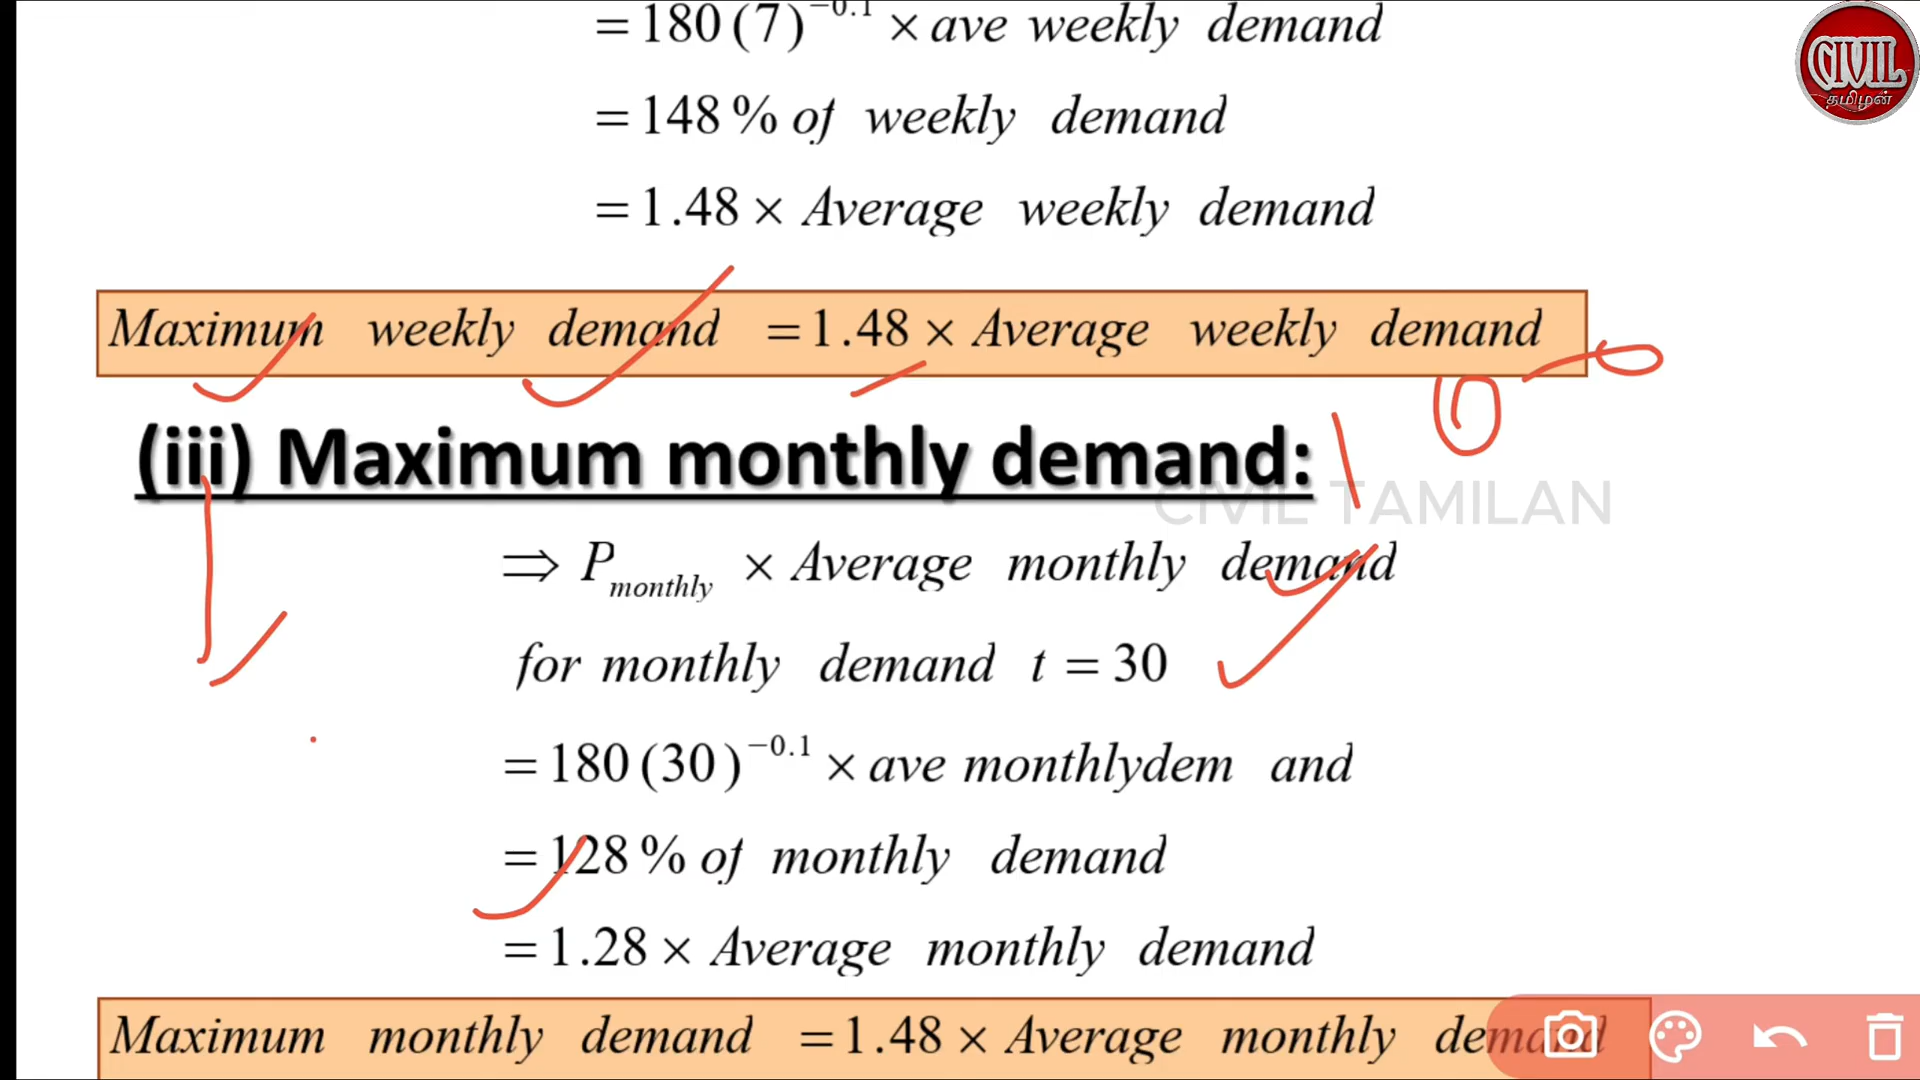 = 180 (7)⁻⁰·¹ × ave weekly demand
CIVIL
தமிழன்
= 148 % of weekly demand
= 1.48 × Average weekly demand
Maximum weekly demand = 1.48 × Average weekly demand
(iii) Maximum monthly demand:
CIVIL TAMILAN
⇒ P monthly × Average monthly demand
for monthly demand t = 30
= 180 (30)⁻⁰·¹ × ave monthlydem and
= 128 % of monthly demand
= 1.28 × Average monthly demand
Maximum monthly demand = 1.48 × Average monthly demand